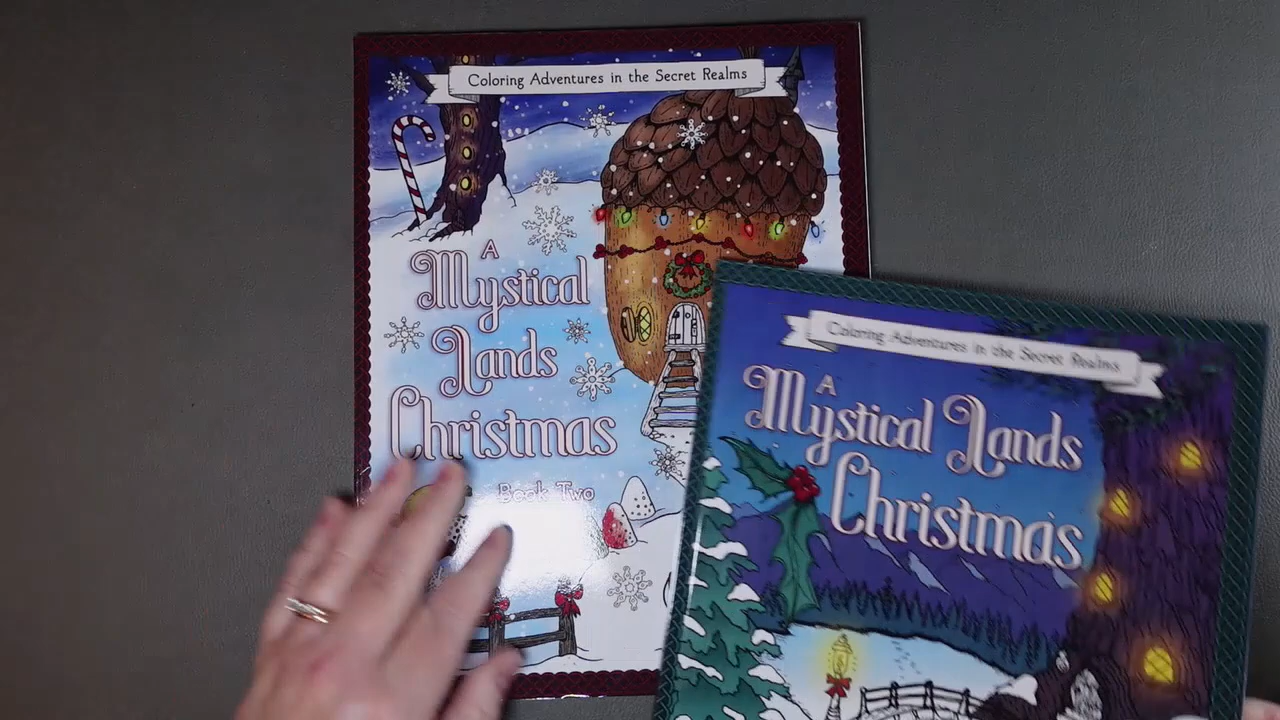 Coloring Adventures in the Secret Realms
A
Mystical
Lands
Christmas
Book Two
Coloring Adventures in the Secret Realms
A
Mystical Lands
Christmas